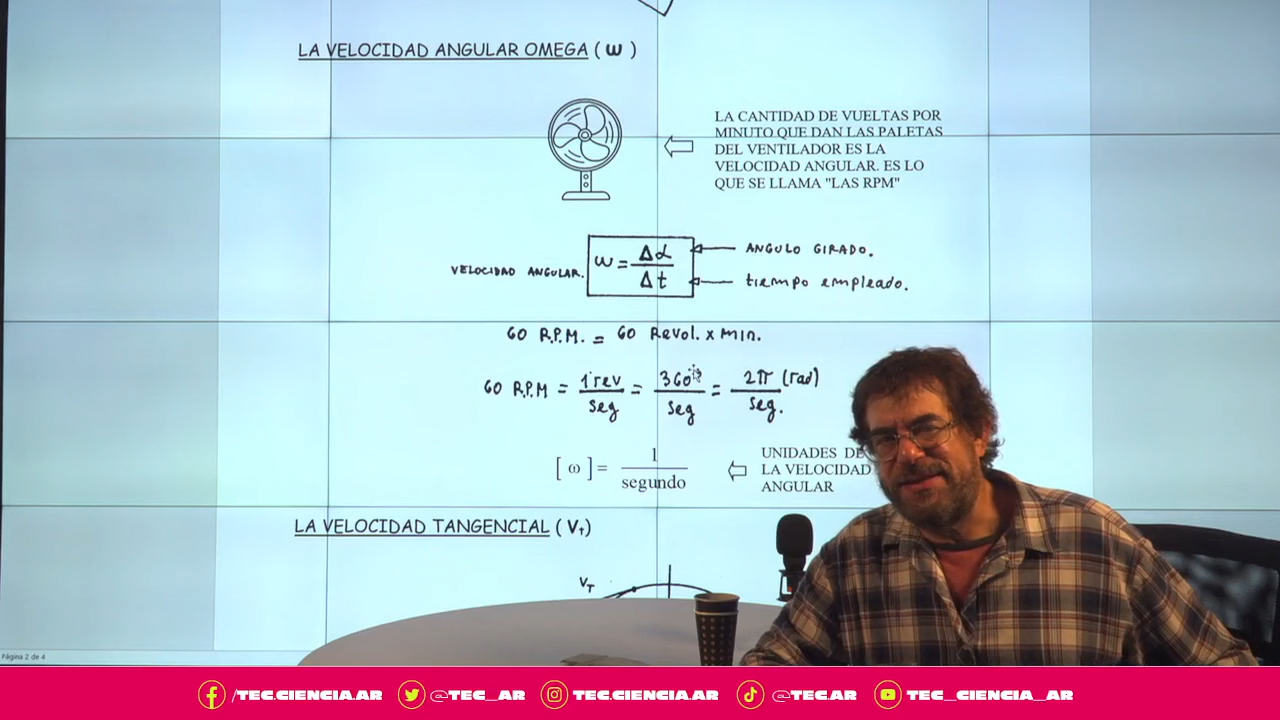 LA VELOCIDAD ANGULAR OMEGA ( ω )
LA CANTIDAD DE VUELTAS POR
MINUTO QUE DAN LAS PALETAS
DEL VENTILADOR ES LA
VELOCIDAD ANGULAR. ES LO
QUE SE LLAMA "LAS RPM"
VELOCIDAD ANGULAR.
ω = Δα / Δt
ANGULO GIRADO.
tiempo empleado.
60 R.P.M. = 60 Revol. x min.
60 R.P.M = 1 rev / seg = 360° / seg = 2π (rad) / seg.
[ ω ] = 1 / segundo
UNIDADES DE
LA VELOCIDAD
ANGULAR
LA VELOCIDAD TANGENCIAL ( Vt )
VT
Página 2 de 4
/TEC.CIENCIA.AR @TEC_AR TEC.CIENCIA.AR @TEC.AR TEC_CIENCIA_AR